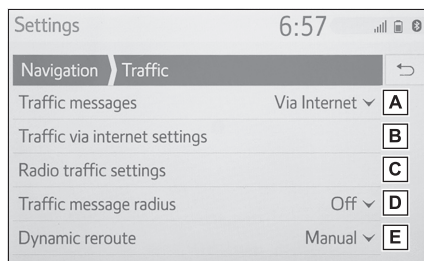 Settings 6:57
Navigation Traffic
Traffic messages Via Internet A
Traffic via internet settings B
Radio traffic settings C
Traffic message radius Off D
Dynamic reroute Manual E